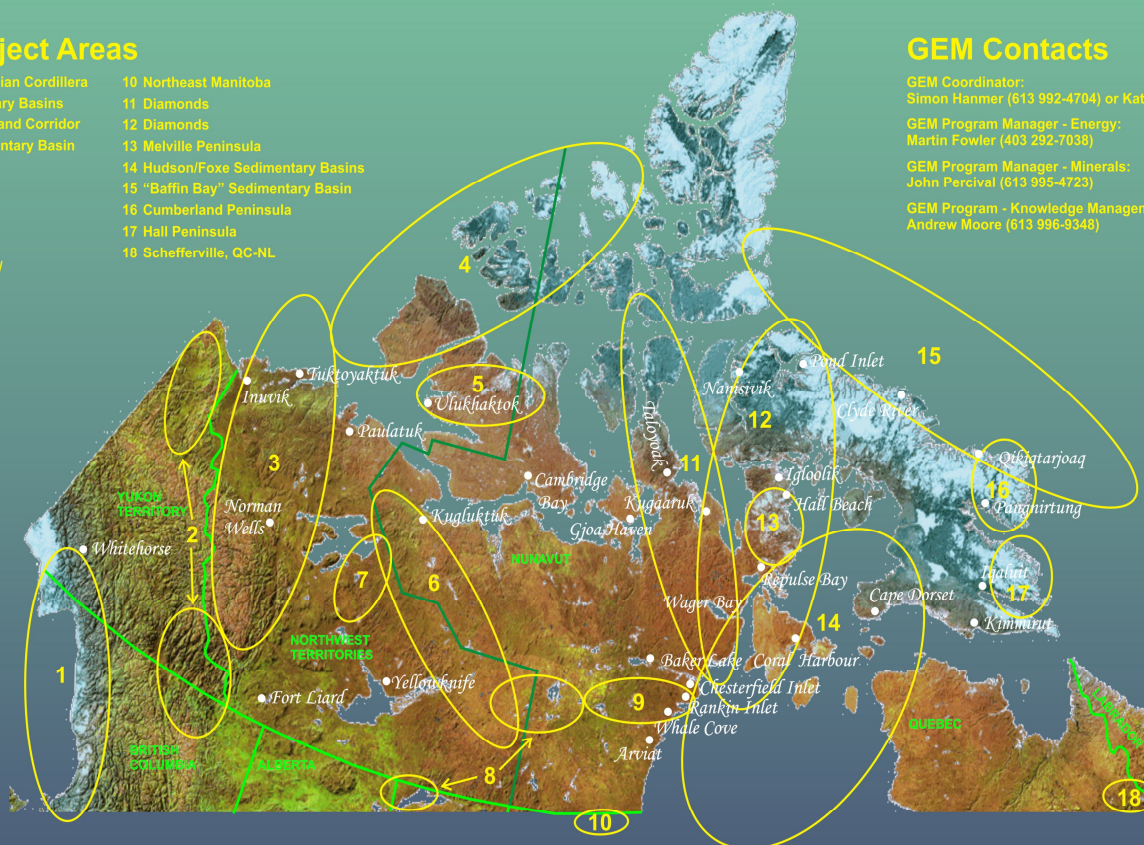 ject Areas
ian Cordillera
ary Basins
and Corridor
ntary Basin
/
10 Northeast Manitoba
11 Diamonds
12 Diamonds
13 Melville Peninsula
14 Hudson/Foxe Sedimentary Basins
15 “Baffin Bay” Sedimentary Basin
16 Cumberland Peninsula
17 Hall Peninsula
18 Schefferville, QC-NL
GEM Contacts
GEM Coordinator:
Simon Hanmer (613 992-4704) or Kat
GEM Program Manager - Energy:
Martin Fowler (403 292-7038)
GEM Program Manager - Minerals:
John Percival (613 995-4723)
GEM Program - Knowledge Managem
Andrew Moore (613 996-9348)
4
15
Pond Inlet
Tuktoyaktuk
Inuvik
5
Ulukhaktok
Nanisivik
12
Clyde River
Paulatuk
Taloyoak
3
11
Qikiqtarjoaq
Igloolik
Cambridge
Bay
16
Pangnirtung
YUKON
TERRITORY
Norman
Wells
Kugluktuk
Kugaaruk
Gjoa Haven
Hall Beach
13
2
Whitehorse
NUNAVUT
7
6
Repulse Bay
Iqaluit
17
Wager Bay
Cape Dorset
14
Kimmirut
NORTHWEST
TERRITORIES
1
Baker Lake
Coral Harbour
Yellowknife
Chesterfield Inlet
Fort Liard
9
Rankin Inlet
Whale Cove
QUEBEC
LABRADOR
BRITISH
COLUMBIA
ALBERTA
Arviat
8
18
10